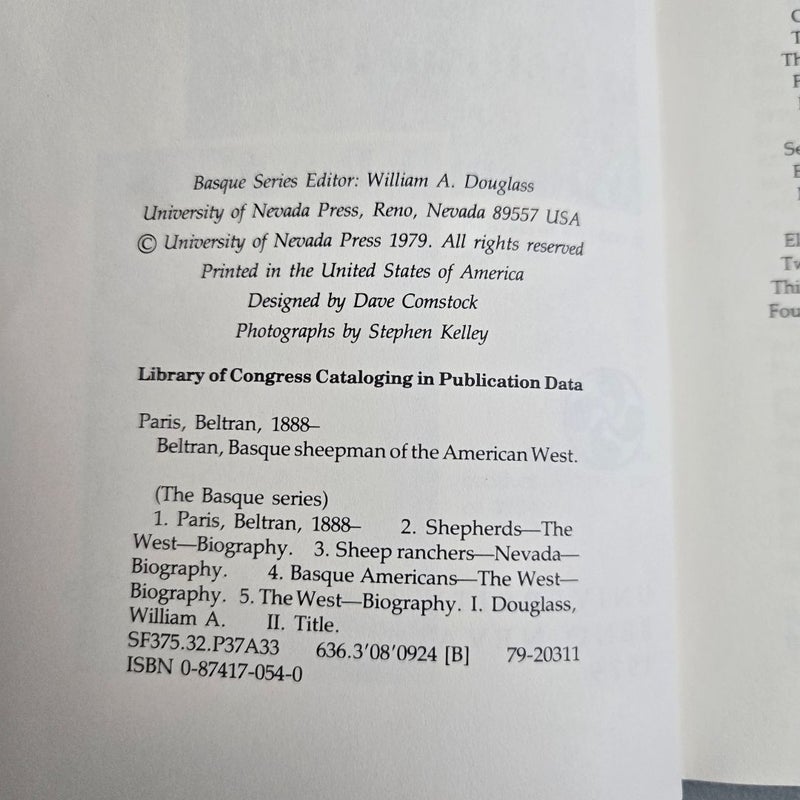 Basque Series Editor: William A. Douglass
University of Nevada Press, Reno, Nevada 89557 USA
© University of Nevada Press 1979. All rights reserved
Printed in the United States of America
Designed by Dave Comstock
Photographs by Stephen Kelley
Library of Congress Cataloging in Publication Data
Paris, Beltran, 1888–
Beltran, Basque sheepman of the American West.
(The Basque series)
1. Paris, Beltran, 1888– 2. Shepherds—The
West—Biography. 3. Sheep ranchers—Nevada—
Biography. 4. Basque Americans—The West—
Biography. 5. The West—Biography. I. Douglass,
William A. II. Title.
SF375.32.P37A33 636.3'08'0924 [B] 79-20311
ISBN 0-87417-054-0